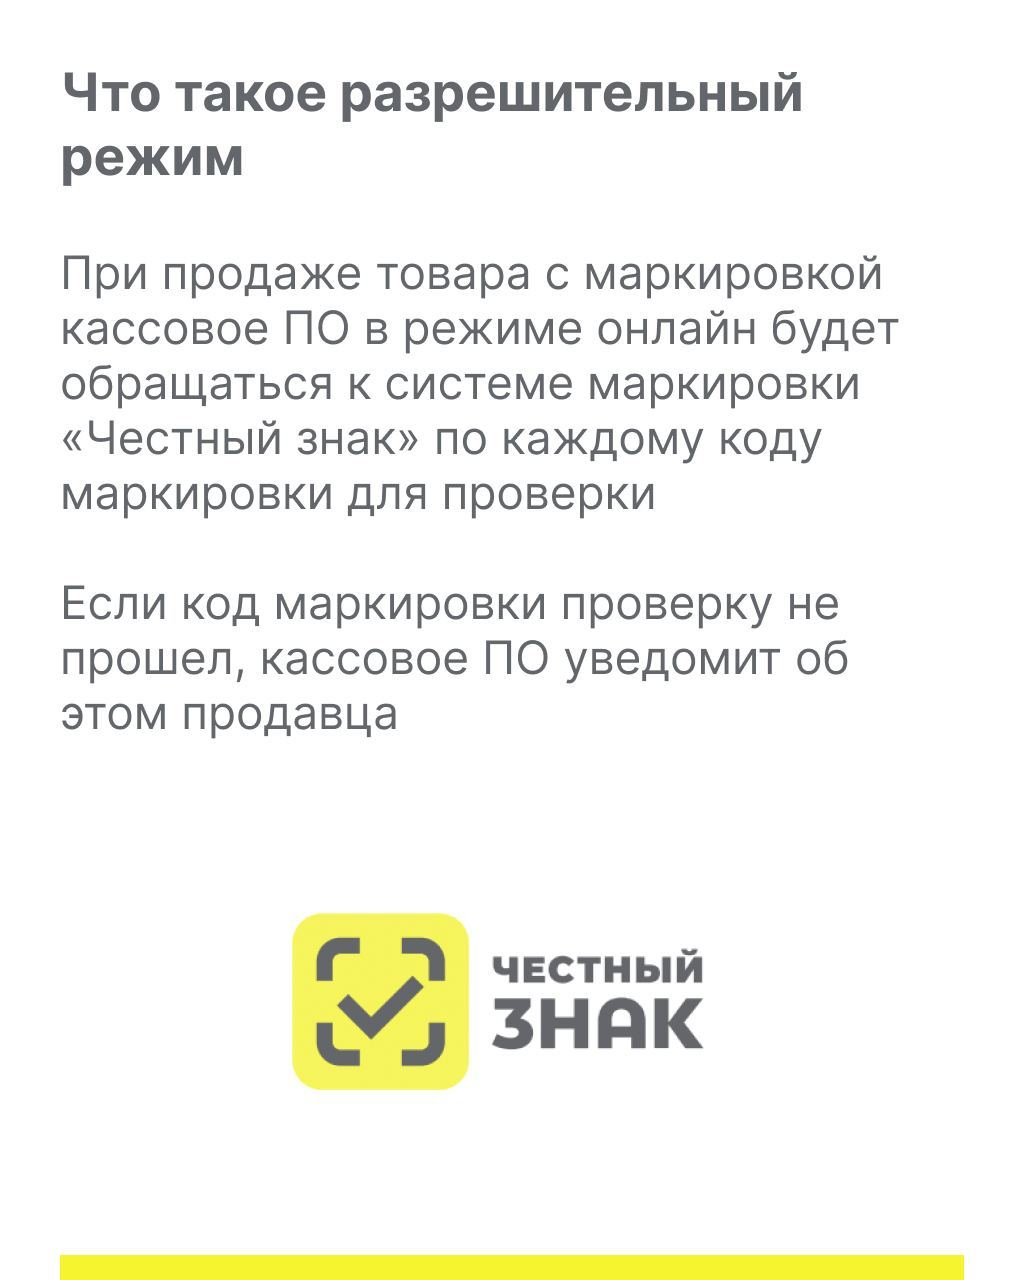 Что такое разрешительный
режим
При продаже товара с маркировкой
кассовое ПО в режиме онлайн будет
обращаться к системе маркировки
«Честный знак» по каждому коду
маркировки для проверки
Если код маркировки проверку не
прошел, кассовое ПО уведомит об
этом продавца
ЧЕСТНЫЙ
ЗНАК